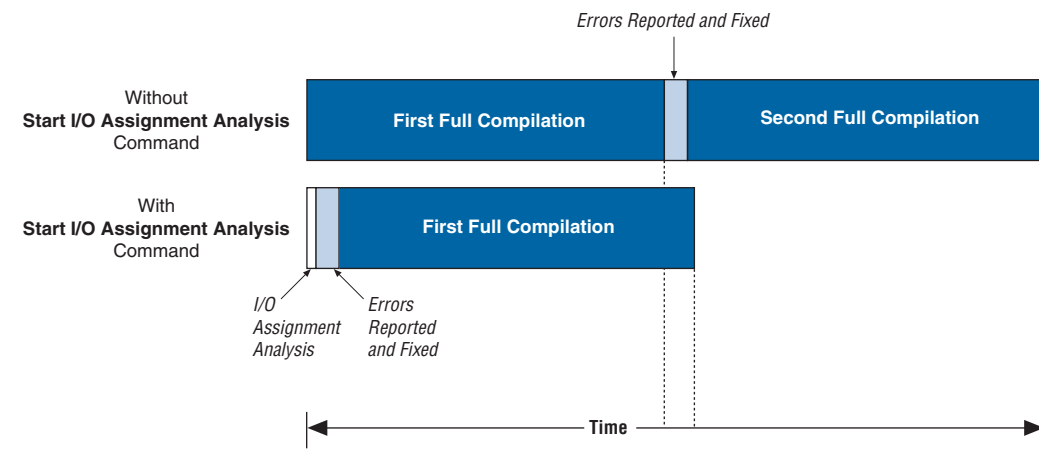 Errors Reported and Fixed
Without
Start I/O Assignment Analysis
Command
First Full Compilation
Second Full Compilation
With
Start I/O Assignment Analysis
Command
First Full Compilation
I/O
Assignment
Analysis
Errors
Reported
and Fixed
Time